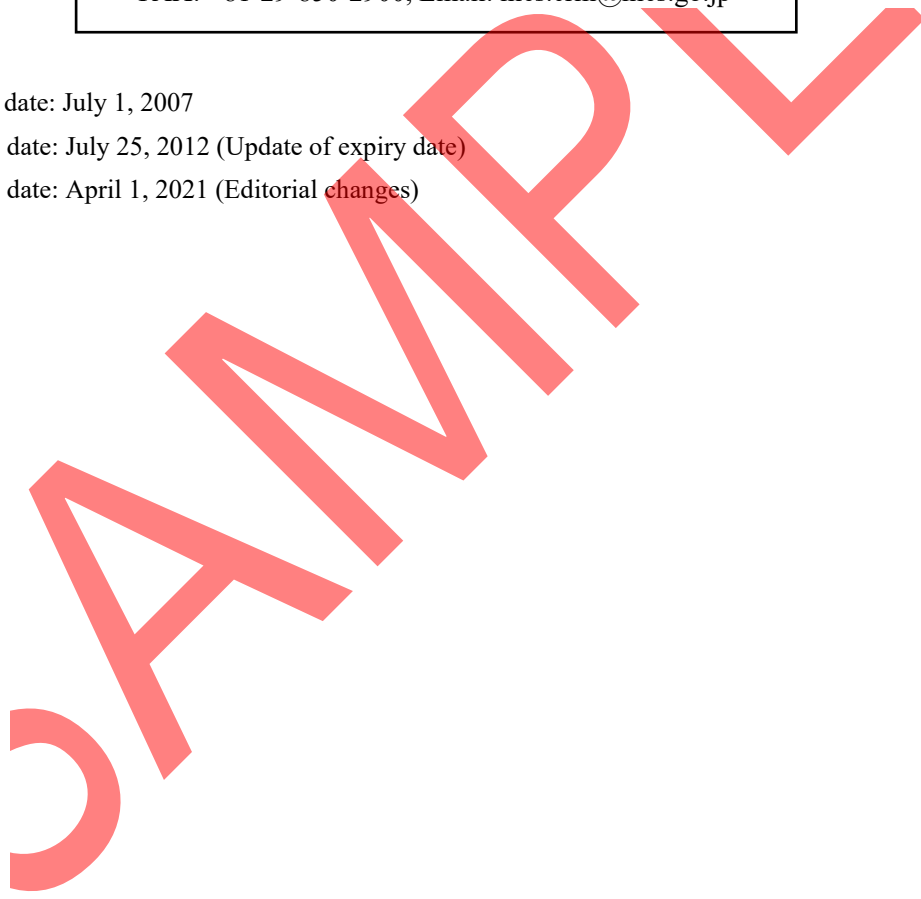 Email:
date: July 1, 2007
date: July 25, 2012 (Update of expiry date)
date: April 1, 2021 (Editorial changes)
SAMPLE